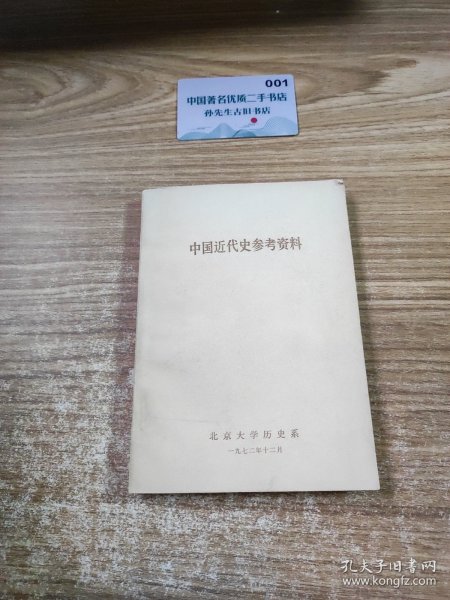 001
中国著名优质二手书店
孙先生古旧书店
中国近代史参考资料
北京大学历史系
一九七二年十二月
孔夫子旧书网
www.kongfz.com